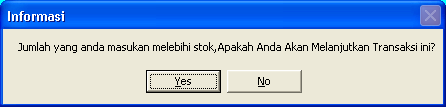 Informasi
Jumlah yang anda masukan melebihi stok,Apakah Anda Akan Melanjutkan Transaksi ini?
Yes
No